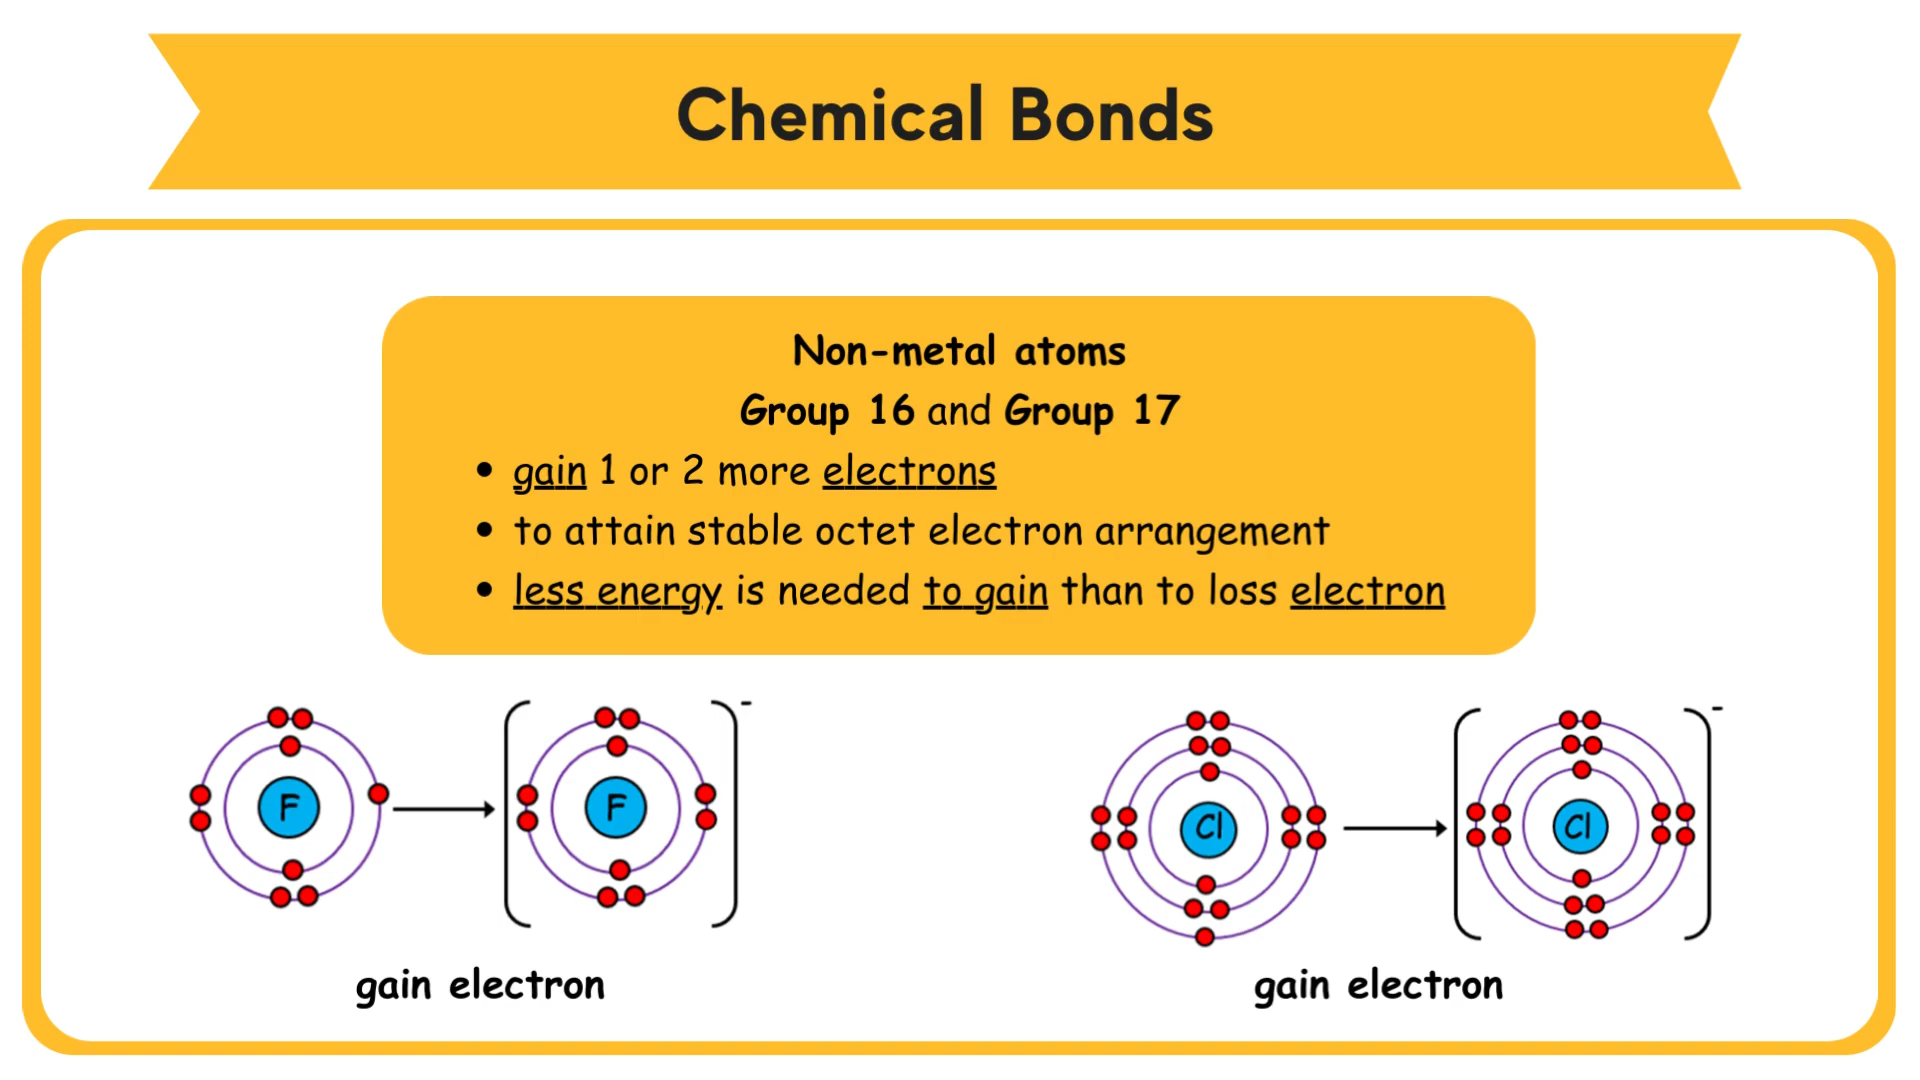 Chemical Bonds
Non-metal atoms
Group 16 and Group 17
• gain 1 or 2 more electrons
• to attain stable octet electron arrangement
• less energy is needed to gain than to loss electron
F
F
-
Cl
Cl
-
gain electron
gain electron